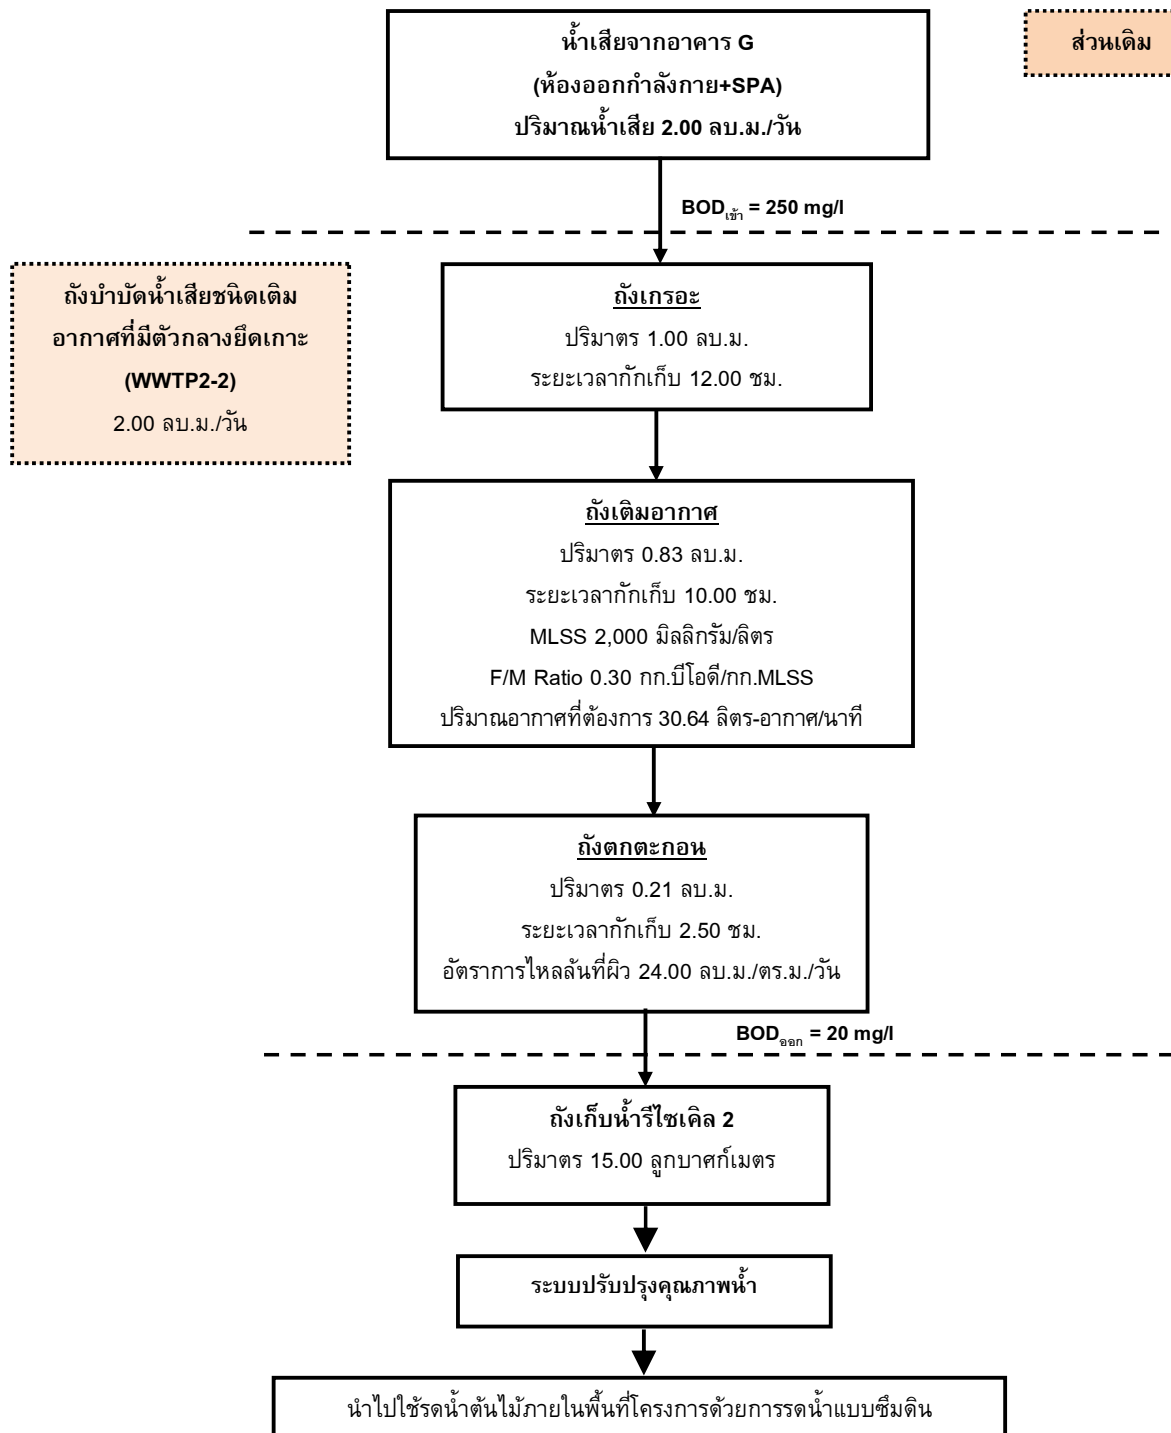 น้ำเสียจากอาคาร G
(ห้องออกกำลังกาย+SPA)
ปริมาณน้ำเสีย 2.00 ลบ.ม./วัน
ส่วนเดิม
BODเข้า = 250 mg/l
ถังบำบัดน้ำเสียชนิดเติม
อากาศที่มีตัวกลางยึดเกาะ
(WWTP2-2)
2.00 ลบ.ม./วัน
ถังเกรอะ
ปริมาตร 1.00 ลบ.ม.
ระยะเวลากักเก็บ 12.00 ชม.
ถังเติมอากาศ
ปริมาตร 0.83 ลบ.ม.
ระยะเวลากักเก็บ 10.00 ชม.
MLSS 2,000 มิลลิกรัม/ลิตร
F/M Ratio 0.30 กก.บีโอดี/กก.MLSS
ปริมาณอากาศที่ต้องการ 30.64 ลิตร-อากาศ/นาที
ถังตกตะกอน
ปริมาตร 0.21 ลบ.ม.
ระยะเวลากักเก็บ 2.50 ชม.
อัตราการไหลล้นที่ผิว 24.00 ลบ.ม./ตร.ม./วัน
BODออก = 20 mg/l
ถังเก็บน้ำรีไซเคิล 2
ปริมาตร 15.00 ลูกบาศก์เมตร
ระบบปรับปรุงคุณภาพน้ำ
นำไปใช้รดน้ำต้นไม้ภายในพื้นที่โครงการด้วยการรดน้ำแบบซึมดิน